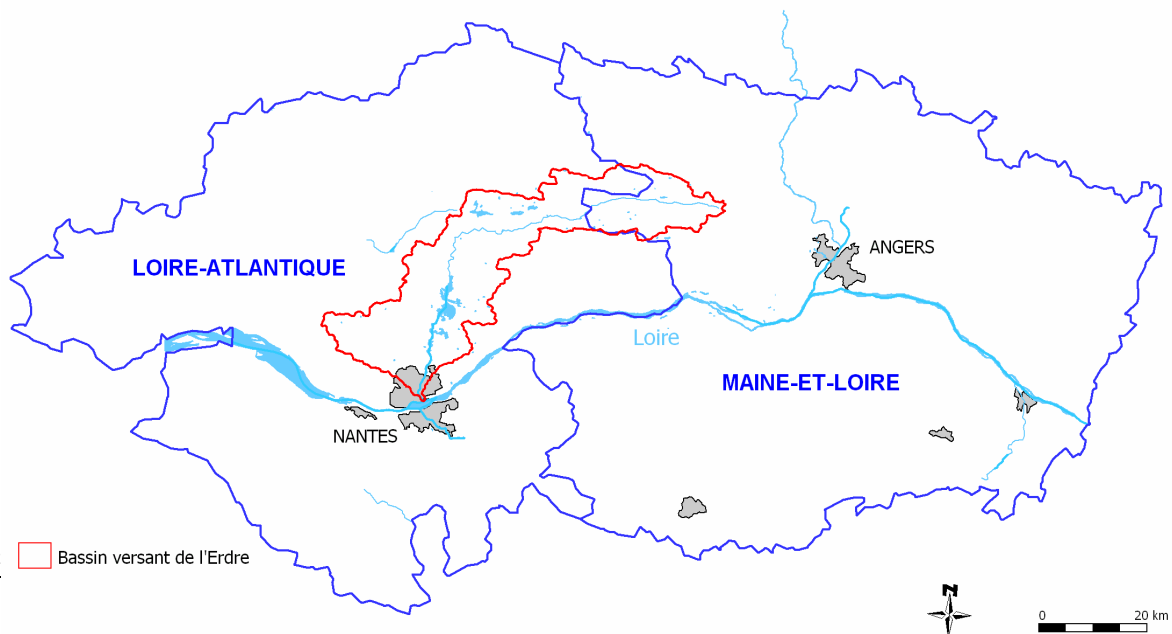 ANGERS
LOIRE-ATLANTIQUE
Loire
MAINE-ET-LOIRE
NANTES
Bassin versant de l'Erdre
N
0 20 km